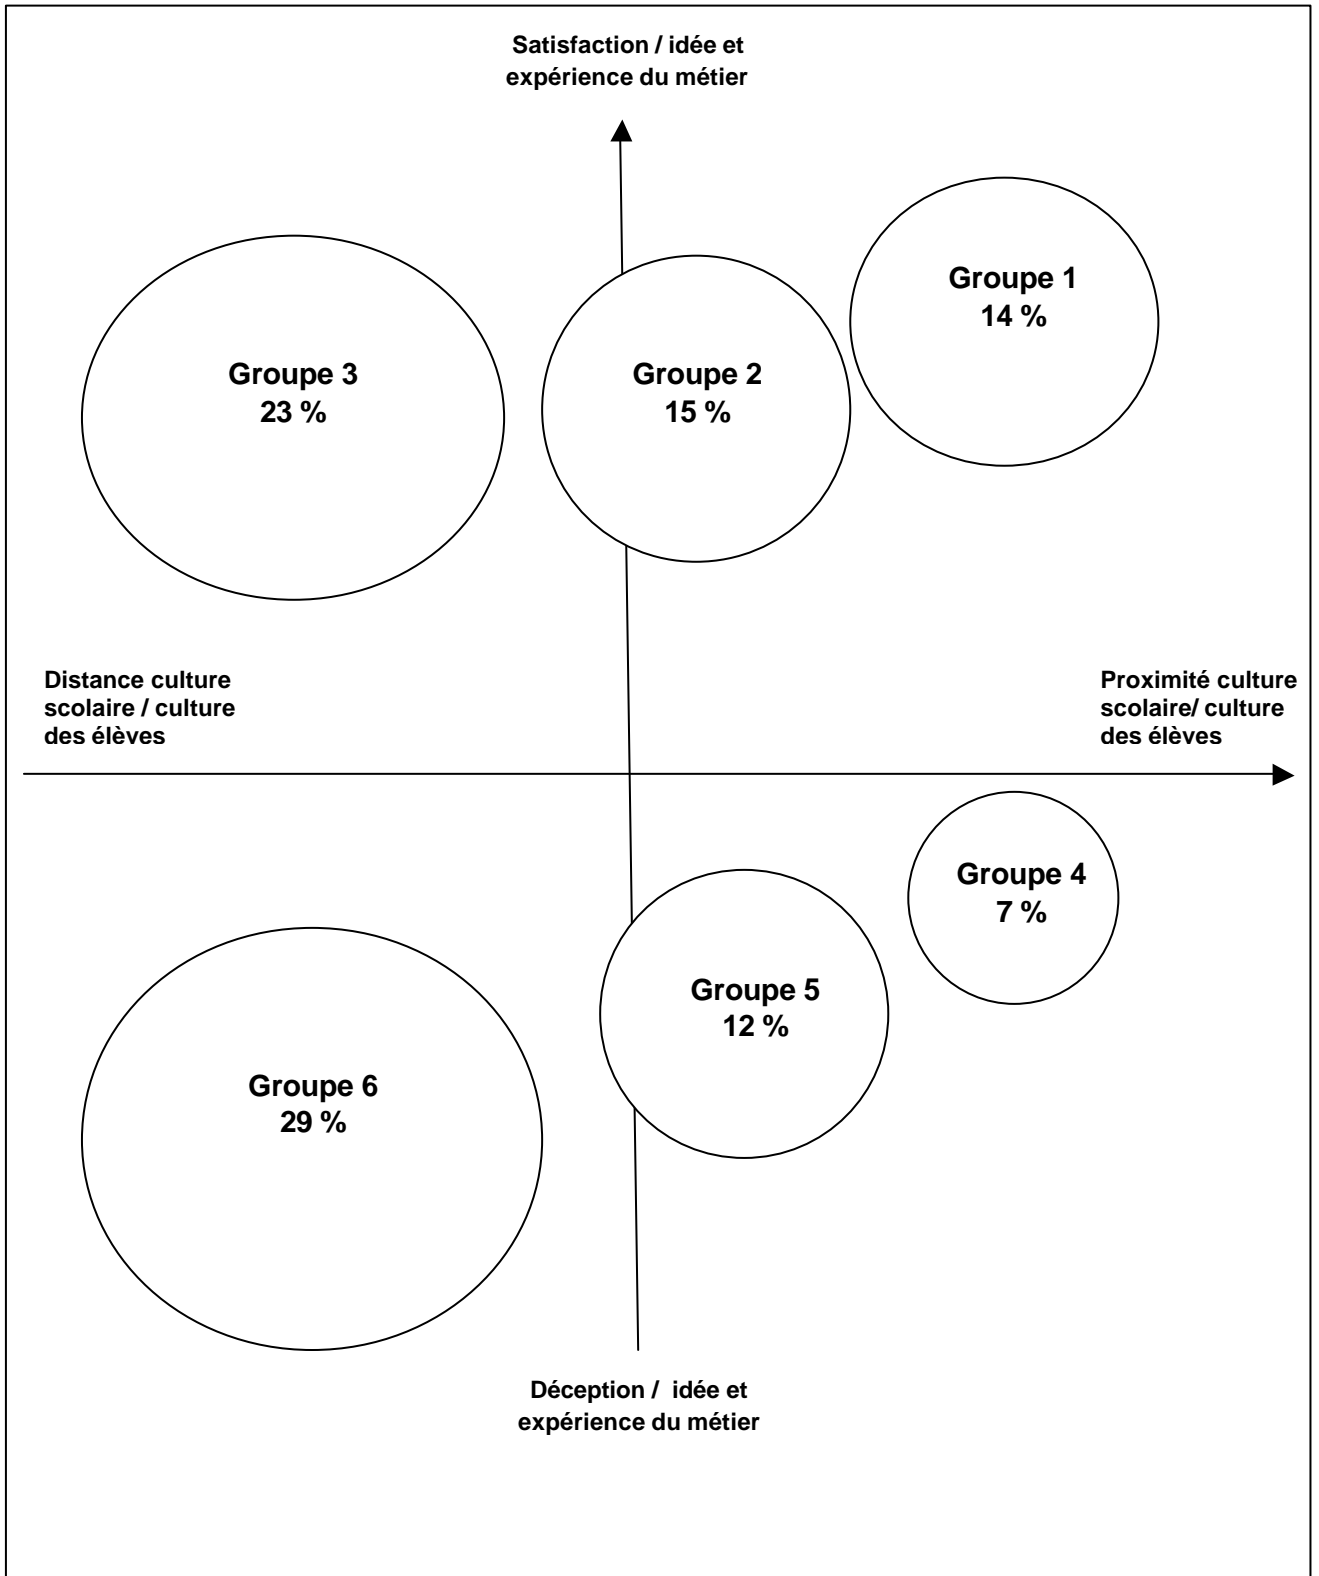 Satisfaction / idée et
expérience du métier
Groupe 1
14 %
Groupe 3
23 %
Groupe 2
15 %
Distance culture
scolaire / culture
des élèves
Proximité culture
scolaire/ culture
des élèves
Groupe 4
7 %
Groupe 5
12 %
Groupe 6
29 %
Déception / idée et
expérience du métier